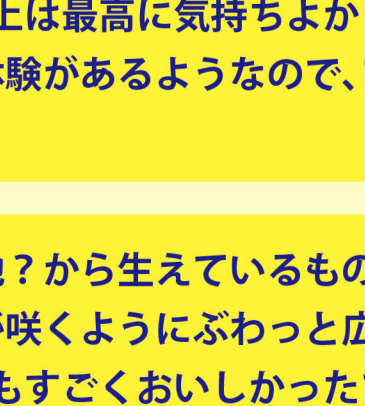 上は最高に気持ちよか
体験があるようなので、
？から生えているもの
が咲くようにぶわっと広
もすごくおいしかった